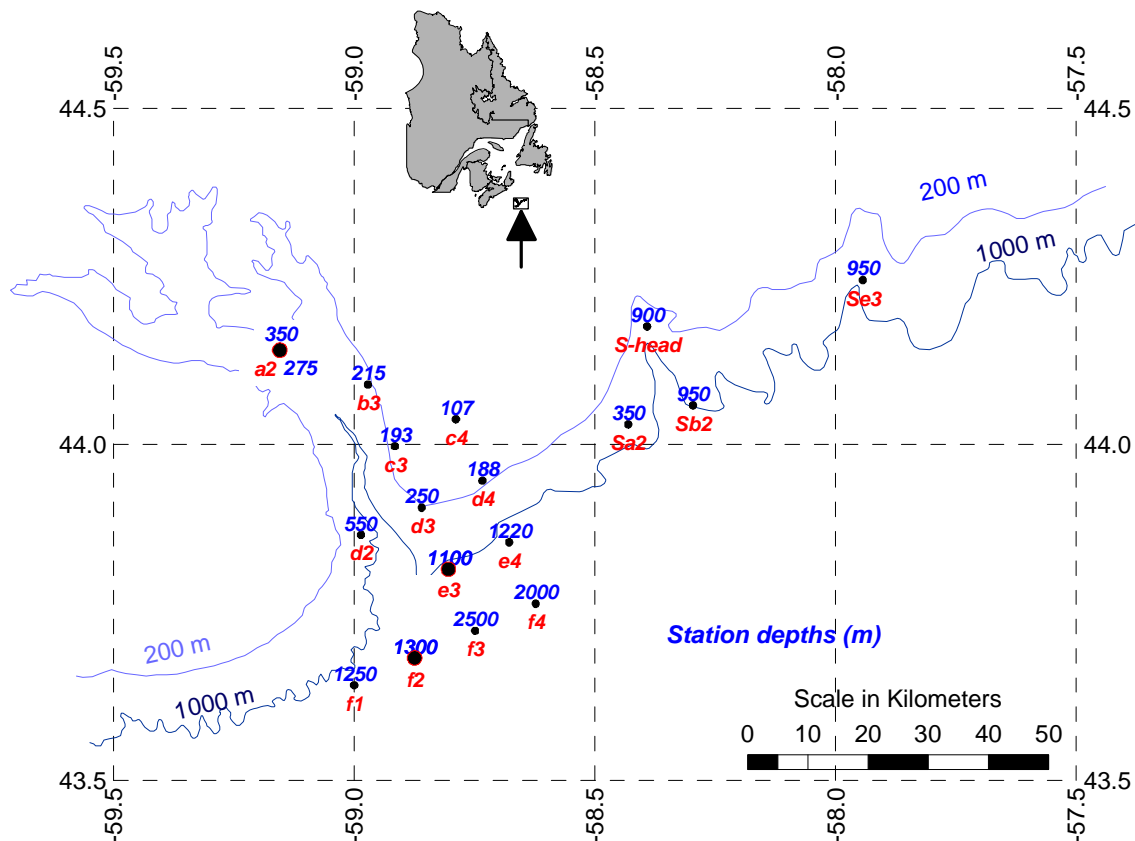 -59.5
-59.0
-58.5
-58.0
-57.5
44.5
44.5
200 m
1000 m
950
Se3
900
S-head
350
a2
275
215
b3
107
c4
950
Sb2
350
Sa2
44.0
44.0
193
c3
188
d4
250
d3
550
d2
1220
e4
1100
e3
2000
f4
2500
f3
Station depths (m)
200 m
1300
f2
1250
f1
1000 m
Scale in Kilometers
0 10 20 30 40 50
43.5
43.5
-59.5
-59.0
-58.5
-58.0
-57.5